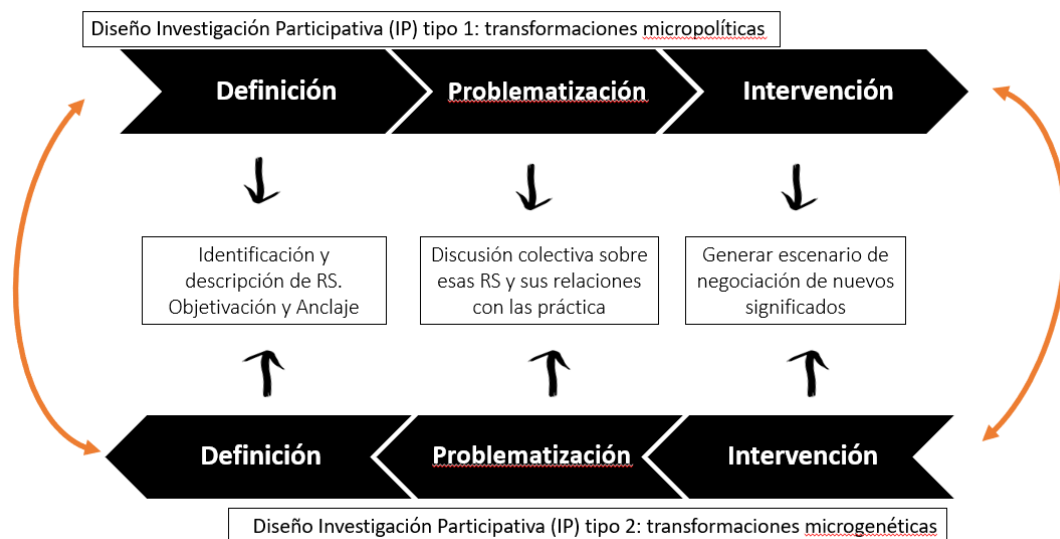 Diseño Investigación Participativa (IP) tipo 1: transformaciones micropolíticas
Definición
Problematización
Intervención
Identificación y
descripción de RS.
Objetivación y Anclaje
Discusión colectiva sobre
esas RS y sus relaciones
con las práctica
Generar escenario de
negociación de nuevos
significados
Definición
Problematización
Intervención
Diseño Investigación Participativa (IP) tipo 2: transformaciones microgenéticas